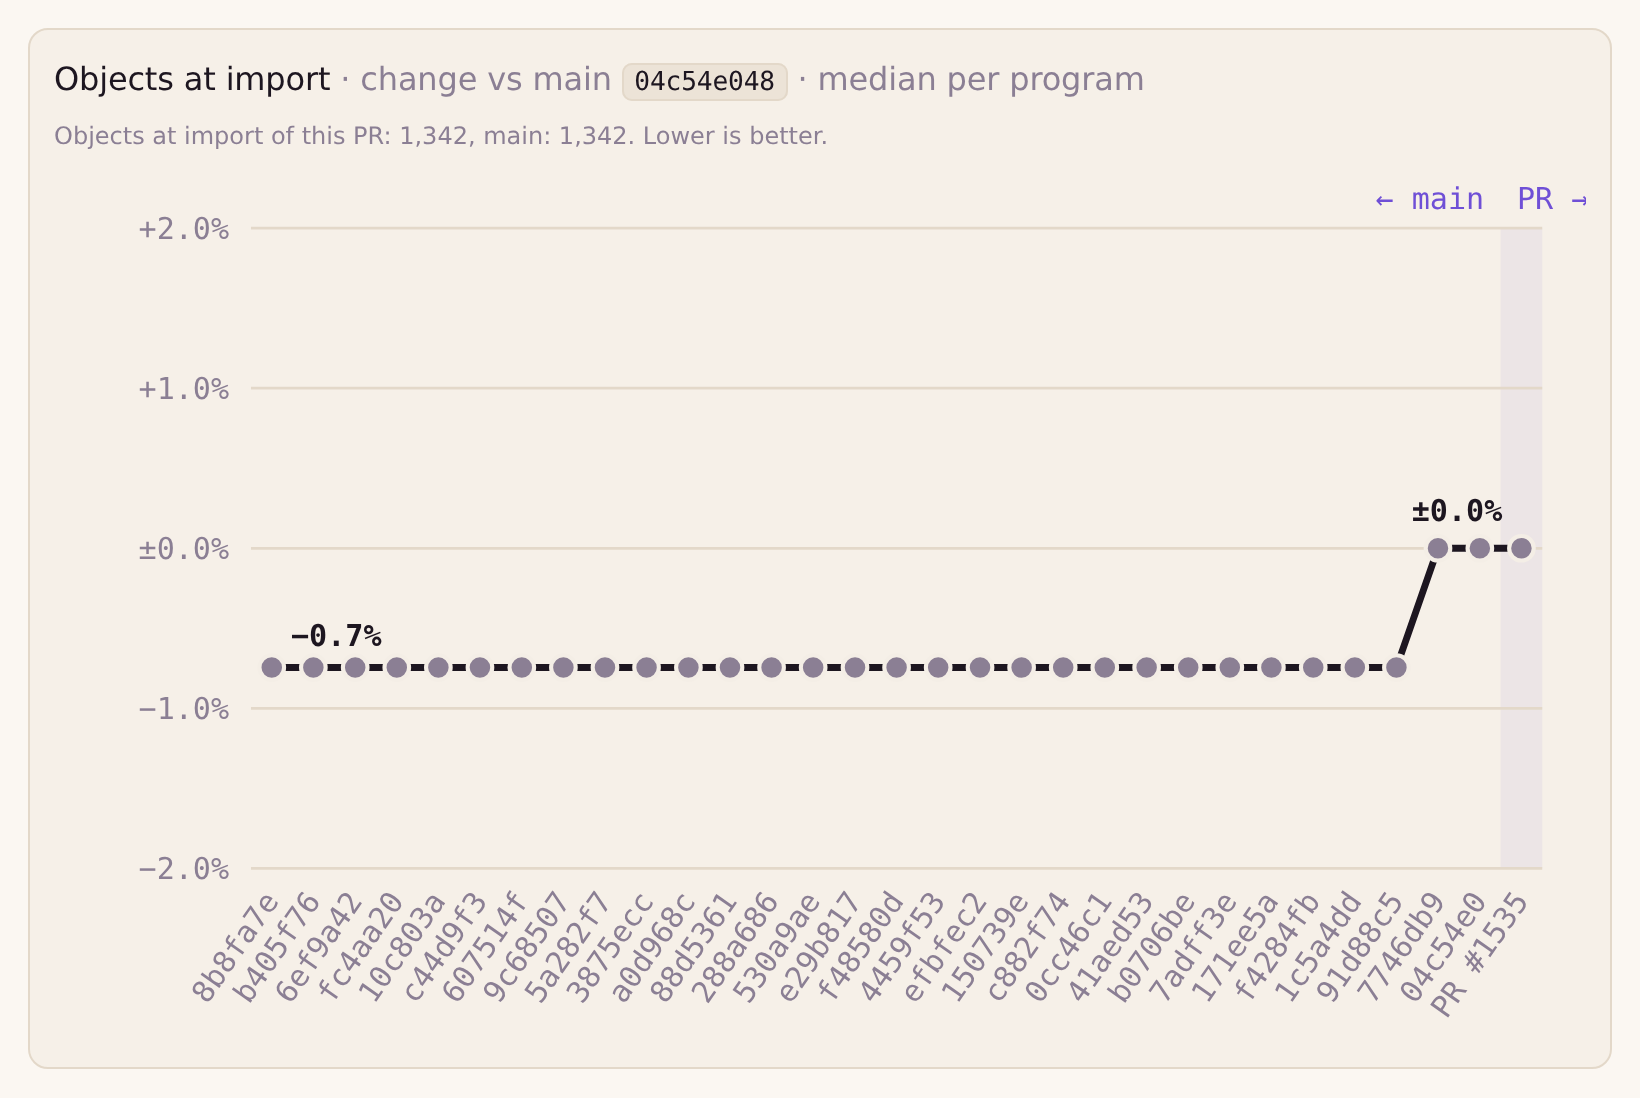 Objects at import · change vs main 04c54e048 · median per program
Objects at import of this PR: 1,342, main: 1,342. Lower is better.
← main PR →
+2.0%
+1.0%
±0.0%
−1.0%
−2.0%
−0.7%
±0.0%
8b8fa7e
b405f76
6ef9a42
fc4aa20
10c803a
c44d9f3
607514f
9c68507
5a282f7
3875ecc
a0d968c
88d5361
288a686
530a9ae
e29b817
f48580d
4459f53
efbfec2
150739e
c882f74
0cc46c1
41aed53
b0706be
7adff3e
171ee5a
f4284fb
1c5a4dd
91d88c5
7746db9
04c54e0
PR #1535